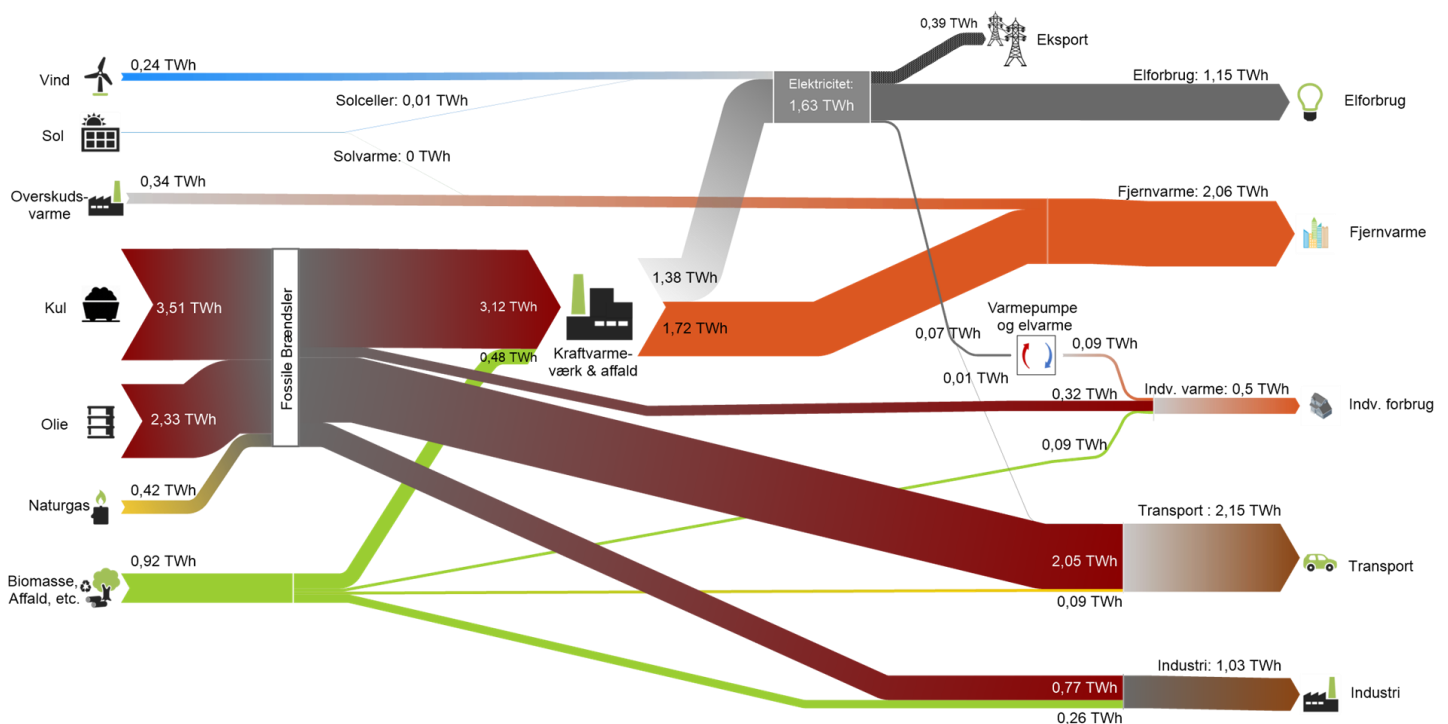 0,39 TWh
Eksport
0,24 TWh
Vind
Elektricitet:
1,63 TWh
Elforbrug: 1,15 TWh
Elforbrug
Solceller: 0,01 TWh
Sol
Solvarme: 0 TWh
0,34 TWh
Overskuds-
varme
Fjernvarme: 2,06 TWh
Fjernvarme
1,38 TWh
Kul
3,51 TWh
Fossile Brændsler
3,12 TWh
1,72 TWh
0,48 TWh
Kraftvarme-
værk & affald
Varmepumpe
og elvarme
0,07 TWh
0,09 TWh
0,01 TWh
0,32 TWh
Indv. varme: 0,5 TWh
Indv. forbrug
Olie
2,33 TWh
0,09 TWh
0,42 TWh
Naturgas
Transport : 2,15 TWh
0,92 TWh
Biomasse,
Affald, etc.
2,05 TWh
Transport
0,09 TWh
Industri: 1,03 TWh
0,77 TWh
Industri
0,26 TWh